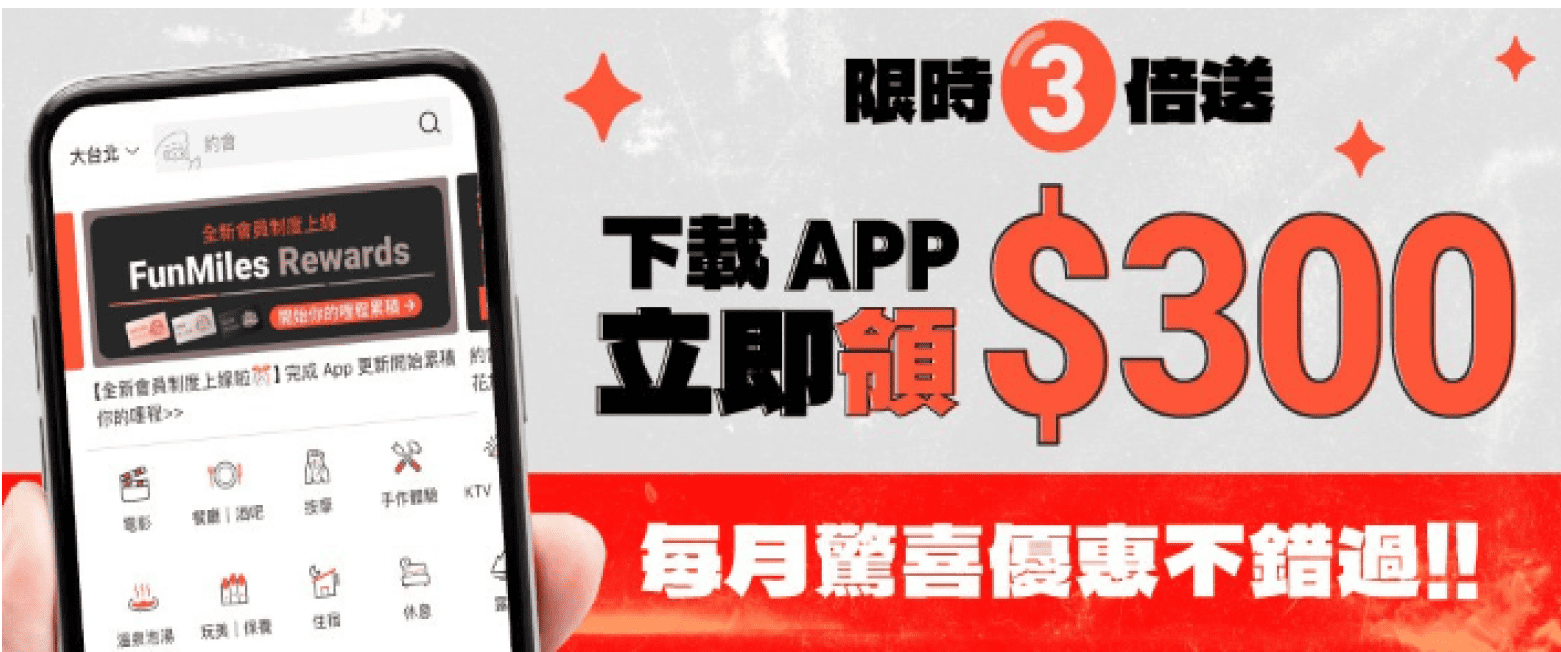 限時3倍送
下載 APP
立即領
$300
每月驚喜優惠不錯過!!
大台北
約會
全新會員制度上線
FunMiles Rewards
開始你的哩程累積
【全新會員制度上線啦】完成 App 更新開始累積
你的哩程>>
電影
餐廳｜酒吧
按摩
手作體驗
KTV
溫泉泡湯
玩美｜保養
住宿
休息